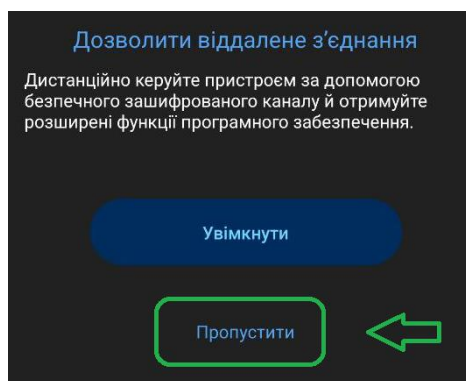 Дозволити віддалене з’єднання
Дистанційно керуйте пристроєм за допомогою
безпечного зашифрованого каналу й отримуйте
розширені функції програмного забезпечення.
Увімкнути
Пропустити